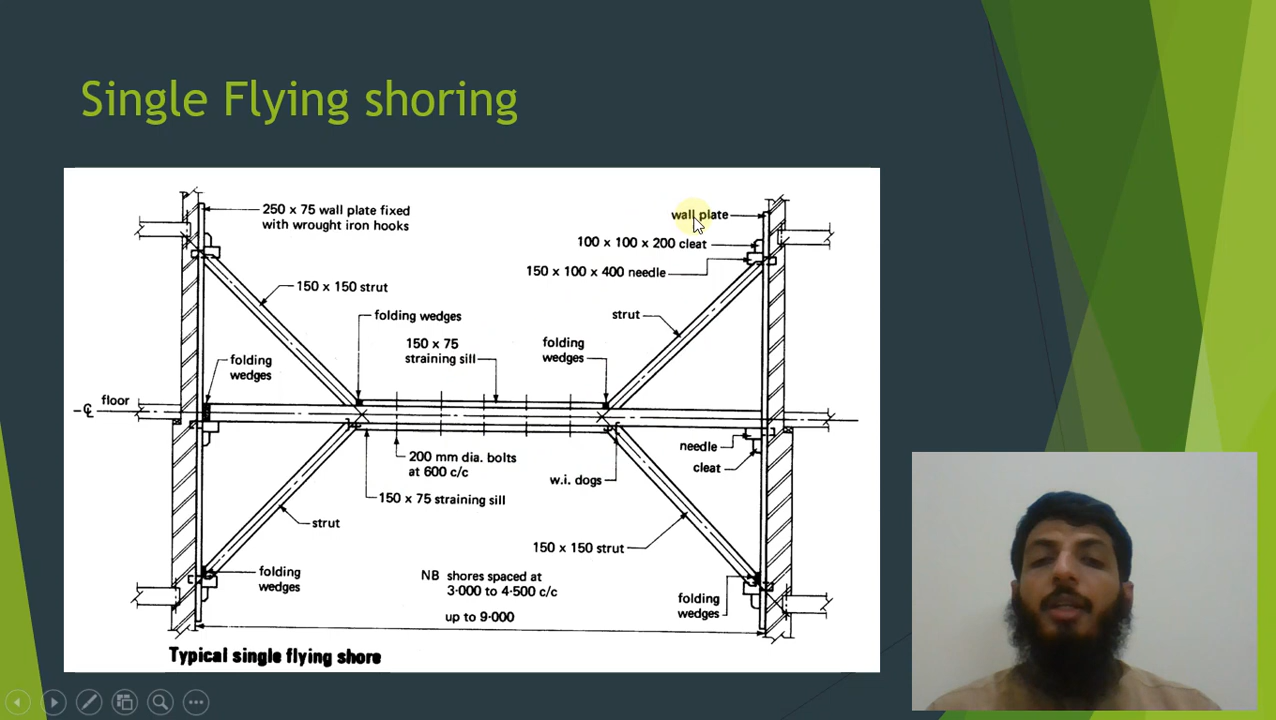 Single Flying shoring
250 x 75 wall plate fixed
with wrought iron hooks
wall plate
100 x 100 x 200 cleat
150 x 100 x 400 needle
150 x 150 strut
folding wedges
strut
150 x 75
straining sill
folding
wedges
folding
wedges
℄ floor
needle
cleat
200 mm dia. bolts
at 600 c/c
w.i. dogs
150 x 75 straining sill
strut
150 x 150 strut
folding
wedges
NB shores spaced at
3·000 to 4·500 c/c
folding
wedges
up to 9·000
Typical single flying shore